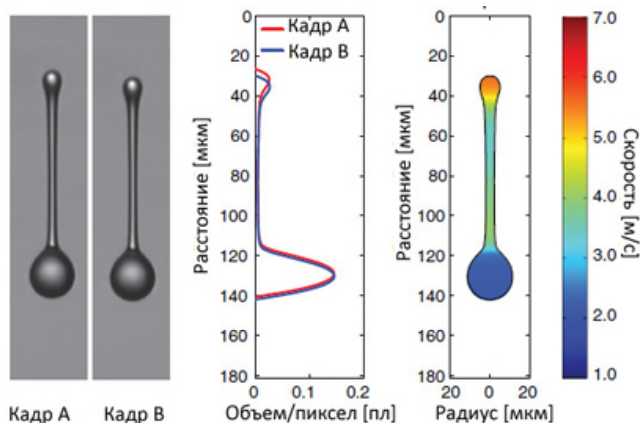 0
20
40
60
80
100
120
140
160
180
Расстояние [мкм]
Кадр А
Кадр В
0 0.1 0.2
Объем/пиксел [пл]
0
20
40
60
80
100
120
140
160
180
Расстояние [мкм]
20 0 20
Радиус [мкм]
7.0
6.0
5.0
4.0
3.0
2.0
1.0
Скорость [м/с]
Кадр А Кадр В